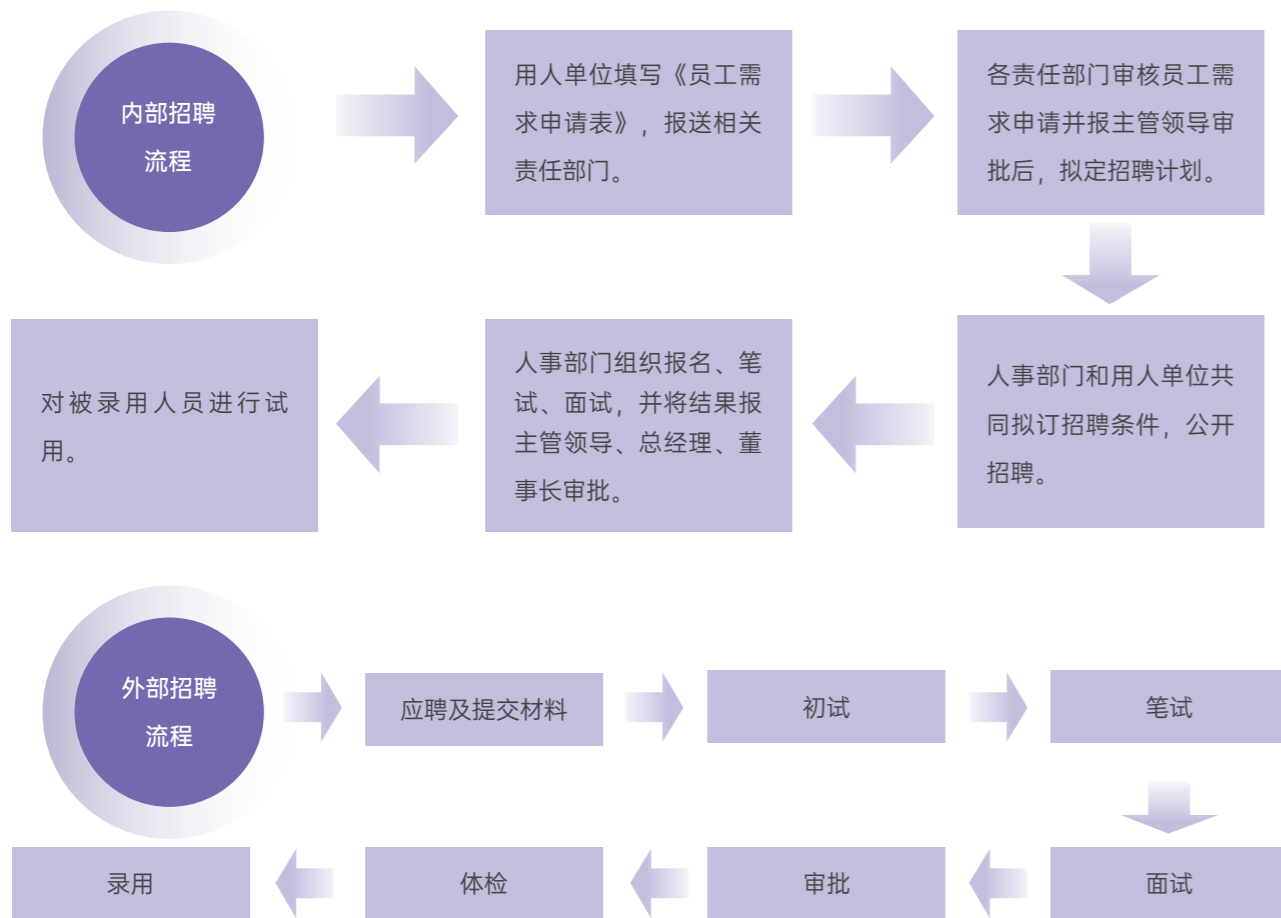 内部招聘
流程
用人单位填写《员工需
求申请表》，报送相关
责任部门。
各责任部门审核员工需
求申请并报主管领导审
批后，拟定招聘计划。
人事部门和用人单位共
同拟订招聘条件，公开
招聘。
人事部门组织报名、笔
试、面试，并将结果报
主管领导、总经理、董
事长审批。
对被录用人员进行试
用。
外部招聘
流程
应聘及提交材料
初试
笔试
面试
审批
体检
录用